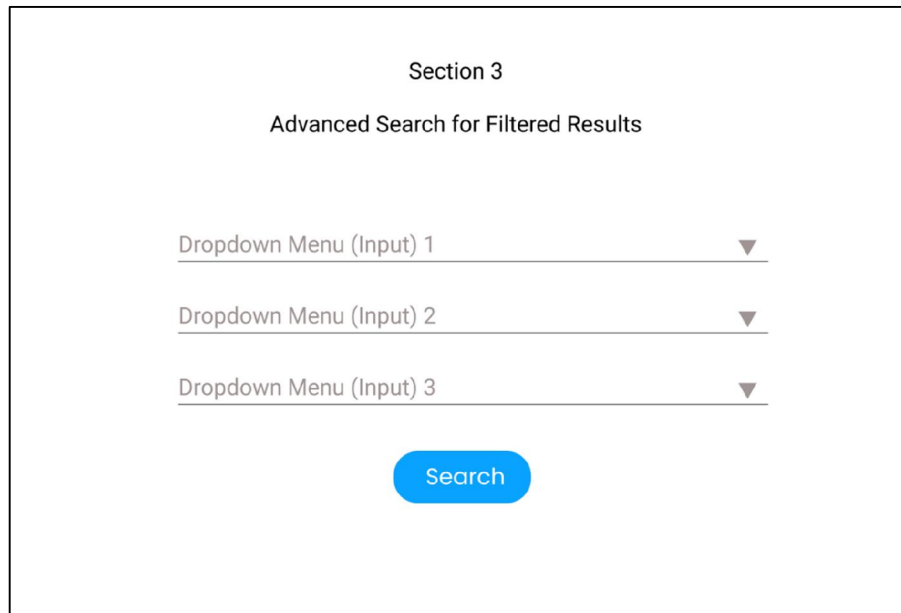 Section 3
Advanced Search for Filtered Results
Dropdown Menu (Input) 1
Dropdown Menu (Input) 2
Dropdown Menu (Input) 3
Search